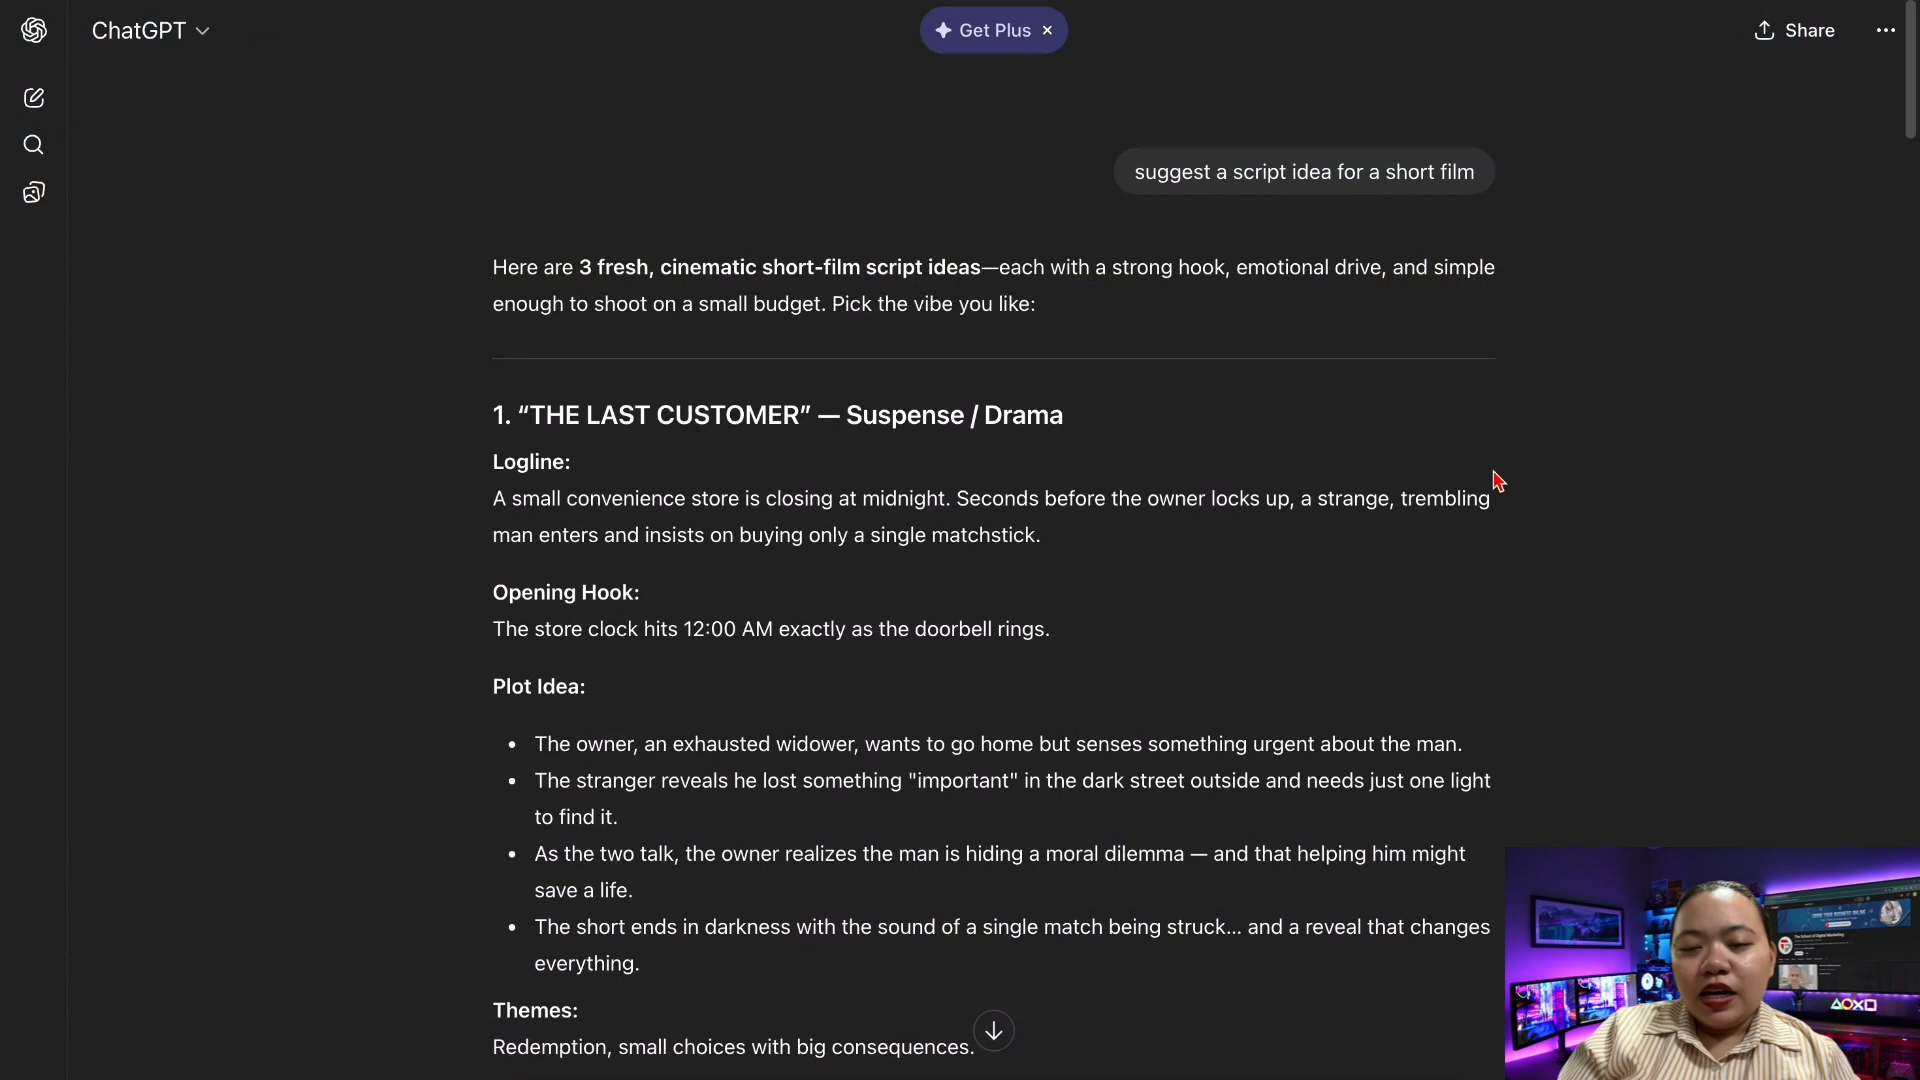 ChatGPT
Get Plus
Share
suggest a script idea for a short film
Here are 3 fresh, cinematic short-film script ideas—each with a strong hook, emotional drive, and simple
enough to shoot on a small budget. Pick the vibe you like:
1. “THE LAST CUSTOMER” — Suspense / Drama
Logline:
A small convenience store is closing at midnight. Seconds before the owner locks up, a strange, trembling
man enters and insists on buying only a single matchstick.
Opening Hook:
The store clock hits 12:00 AM exactly as the doorbell rings.
Plot Idea:
• The owner, an exhausted widower, wants to go home but senses something urgent about the man.
• The stranger reveals he lost something "important" in the dark street outside and needs just one light
to find it.
• As the two talk, the owner realizes the man is hiding a moral dilemma — and that helping him might
save a life.
• The short ends in darkness with the sound of a single match being struck... and a reveal that changes
everything.
Themes:
Redemption, small choices with big consequences.